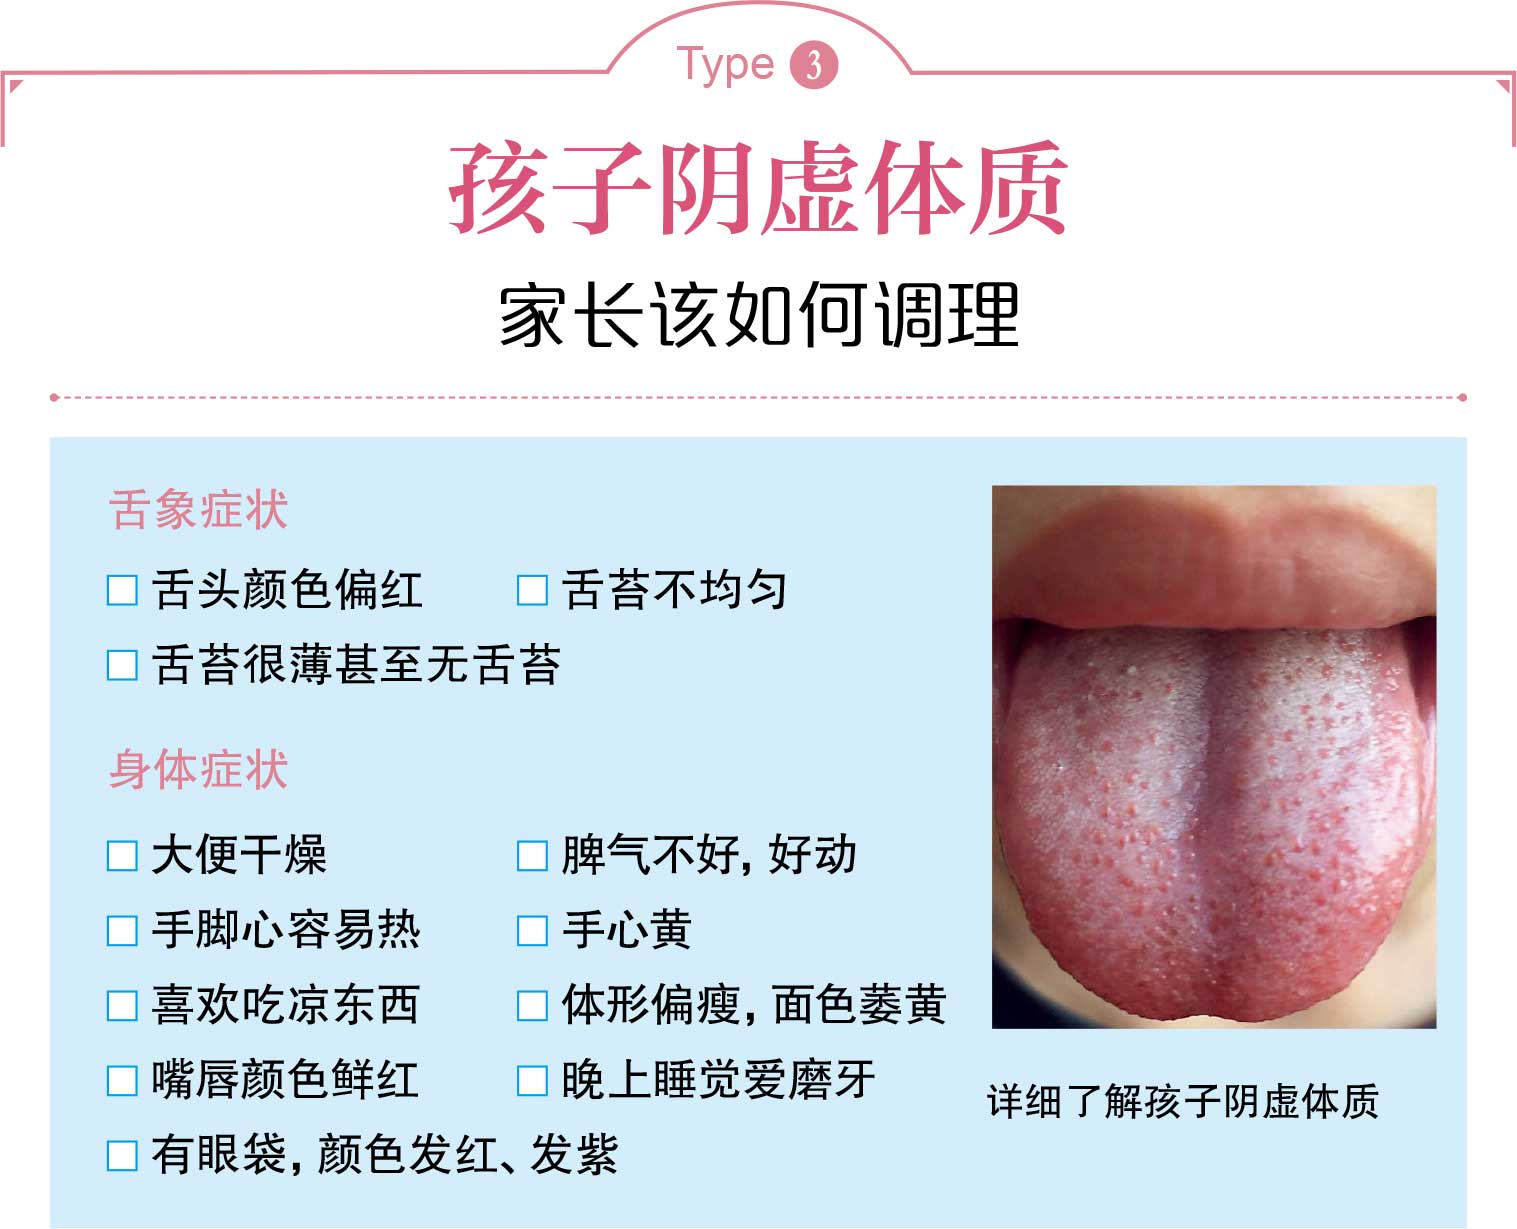 Type 3
孩子阴虚体质
家长该如何调理
舌象症状
舌头颜色偏红
舌苔不均匀
舌苔很薄甚至无舌苔
身体症状
大便干燥
脾气不好，好动
手脚心容易热
手心黄
喜欢吃凉东西
体形偏瘦，面色萎黄
嘴唇颜色鲜红
晚上睡觉爱磨牙
有眼袋，颜色发红、发紫
详细了解孩子阴虚体质